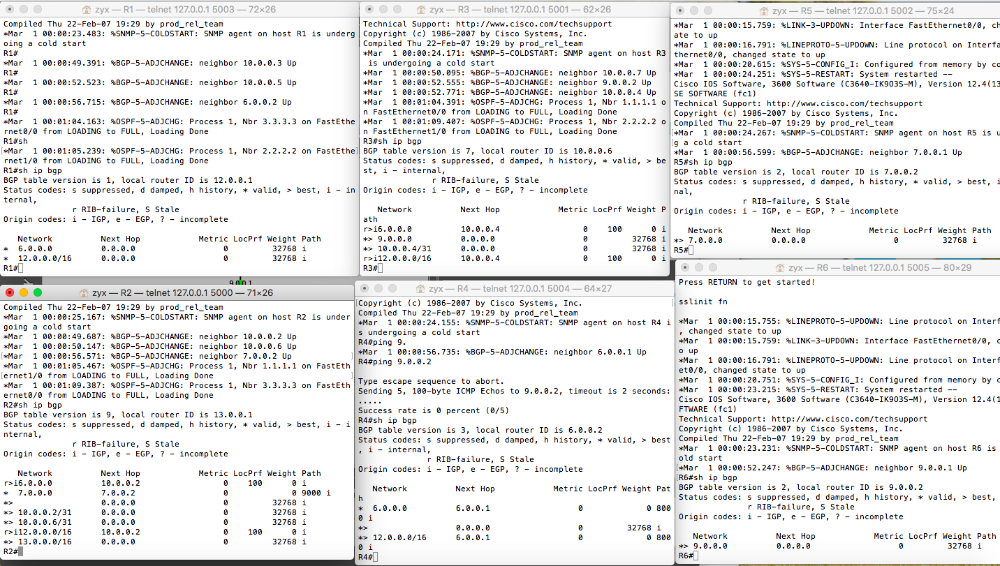 zyx — R1 — telnet 127.0.0.1 5003 — 72×26
Compiled Thu 22-Feb-07 19:29 by prod_rel_team
*Mar  1 00:00:23.483: %SNMP-5-COLDSTART: SNMP agent on host R1 is underg
oing a cold start
R1#
*Mar  1 00:00:49.391: %BGP-5-ADJCHANGE: neighbor 10.0.0.3 Up
R1#
*Mar  1 00:00:52.523: %BGP-5-ADJCHANGE: neighbor 10.0.0.5 Up
R1#
*Mar  1 00:00:56.715: %BGP-5-ADJCHANGE: neighbor 6.0.0.2 Up
R1#
*Mar  1 00:01:04.163: %OSPF-5-ADJCHG: Process 1, Nbr 3.3.3.3 on FastEthe
rnet0/0 from LOADING to FULL, Loading Done
R1#sh
*Mar  1 00:01:05.239: %OSPF-5-ADJCHG: Process 1, Nbr 2.2.2.2 on FastEthe
rnet1/0 from LOADING to FULL, Loading Done
R1#sh ip bgp
BGP table version is 1, local router ID is 12.0.0.1
Status codes: s suppressed, d damped, h history, * valid, > best, i - in
ternal,
r RIB-failure, S Stale
Origin codes: i - IGP, e - EGP, ? - incomplete
Network          Next Hop            Metric LocPrf Weight Path
*  6.0.0.0          0.0.0.0                  0         32768 i
*  12.0.0.0/16      0.0.0.0                  0         32768 i
R1#
zyx — R3 — telnet 127.0.0.1 5001 — 62×26
Technical Support: http://www.cisco.com/techsupport
Copyright (c) 1986-2007 by Cisco Systems, Inc.
Compiled Thu 22-Feb-07 19:29 by prod_rel_team
*Mar  1 00:00:24.171: %SNMP-5-COLDSTART: SNMP agent on host R3
is undergoing a cold start
*Mar  1 00:00:50.095: %BGP-5-ADJCHANGE: neighbor 10.0.0.7 Up
*Mar  1 00:00:52.555: %BGP-5-ADJCHANGE: neighbor 9.0.0.2 Up
*Mar  1 00:00:52.771: %BGP-5-ADJCHANGE: neighbor 10.0.0.4 Up
*Mar  1 00:01:04.391: %OSPF-5-ADJCHG: Process 1, Nbr 1.1.1.1 o
n FastEthernet0/0 from LOADING to FULL, Loading Done
*Mar  1 00:01:09.407: %OSPF-5-ADJCHG: Process 1, Nbr 2.2.2.2 o
n FastEthernet1/0 from LOADING to FULL, Loading Done
R3#sh ip bgp
BGP table version is 7, local router ID is 10.0.0.6
Status codes: s suppressed, d damped, h history, * valid, > be
st, i - internal,
r RIB-failure, S Stale
Origin codes: i - IGP, e - EGP, ? - incomplete
Network          Next Hop            Metric LocPrf Weight P
ath
r>i6.0.0.0          10.0.0.4                 0    100      0 i
*> 9.0.0.0          0.0.0.0                  0         32768 i
*> 10.0.0.4/31      0.0.0.0                  0         32768 i
r>i12.0.0.0/16      10.0.0.4                 0    100      0 i
R3#
zyx — R5 — telnet 127.0.0.1 5002 — 75×24
*Mar  1 00:00:15.759: %LINK-3-UPDOWN: Interface FastEthernet0/0, ch
ate to up
*Mar  1 00:00:16.791: %LINEPROTO-5-UPDOWN: Line protocol on Interfa
thernet0/0, changed state to up
*Mar  1 00:00:20.615: %SYS-5-CONFIG_I: Configured from memory by co
*Mar  1 00:00:24.251: %SYS-5-RESTART: System restarted --
Cisco IOS Software, 3600 Software (C3640-IK9O3S-M), Version 12.4(13
SE SOFTWARE (fc1)
Technical Support: http://www.cisco.com/techsupport
Copyright (c) 1986-2007 by Cisco Systems, Inc.
Compiled Thu 22-Feb-07 19:29 by prod_rel_team
*Mar  1 00:00:24.267: %SNMP-5-COLDSTART: SNMP agent on host R5 is u
g a cold start
*Mar  1 00:00:56.599: %BGP-5-ADJCHANGE: neighbor 7.0.0.1 Up
R5#sh ip bgp
BGP table version is 2, local router ID is 7.0.0.2
Status codes: s suppressed, d damped, h history, * valid, > best, i
nal,
r RIB-failure, S Stale
Origin codes: i - IGP, e - EGP, ? - incomplete
Network          Next Hop            Metric LocPrf Weight Path
*> 7.0.0.0          0.0.0.0                  0         32768 i
R5#
9.0.0.1
zyx — R2 — telnet 127.0.0.1 5000 — 71×26
Compiled Thu 22-Feb-07 19:29 by prod_rel_team
*Mar  1 00:00:25.167: %SNMP-5-COLDSTART: SNMP agent on host R2 is under
going a cold start
*Mar  1 00:00:49.687: %BGP-5-ADJCHANGE: neighbor 10.0.0.2 Up
*Mar  1 00:00:50.147: %BGP-5-ADJCHANGE: neighbor 10.0.0.6 Up
*Mar  1 00:00:56.571: %BGP-5-ADJCHANGE: neighbor 7.0.0.2 Up
*Mar  1 00:01:05.467: %OSPF-5-ADJCHG: Process 1, Nbr 1.1.1.1 on FastEth
ernet1/0 from LOADING to FULL, Loading Done
*Mar  1 00:01:09.387: %OSPF-5-ADJCHG: Process 1, Nbr 3.3.3.3 on FastEth
ernet0/0 from LOADING to FULL, Loading Done
R2#sh ip bgp
BGP table version is 9, local router ID is 13.0.0.1
Status codes: s suppressed, d damped, h history, * valid, > best, i - i
nternal,
r RIB-failure, S Stale
Origin codes: i - IGP, e - EGP, ? - incomplete
Network          Next Hop            Metric LocPrf Weight Path
r>i6.0.0.0          10.0.0.2                 0    100      0 i
*  7.0.0.0          7.0.0.2                  0             0 9000 i
*>                  0.0.0.0                  0         32768 i
*> 10.0.0.2/31      0.0.0.0                  0         32768 i
*> 10.0.0.6/31      0.0.0.0                  0         32768 i
r>i12.0.0.0/16      10.0.0.2                 0    100      0 i
*> 13.0.0.0/16      0.0.0.0                  0         32768 i
R2#
zyx — R4 — telnet 127.0.0.1 5004 — 64×27
Copyright (c) 1986-2007 by Cisco Systems, Inc.
Compiled Thu 22-Feb-07 19:29 by prod_rel_team
*Mar  1 00:00:24.155: %SNMP-5-COLDSTART: SNMP agent on host R4 i
s undergoing a cold start
R4#ping 9.
*Mar  1 00:00:56.735: %BGP-5-ADJCHANGE: neighbor 6.0.0.1 Up
R4#ping 9.0.0.2
Type escape sequence to abort.
Sending 5, 100-byte ICMP Echos to 9.0.0.2, timeout is 2 seconds:
.....
Success rate is 0 percent (0/5)
R4#sh ip bgp
BGP table version is 3, local router ID is 6.0.0.2
Status codes: s suppressed, d damped, h history, * valid, > best
, i - internal,
r RIB-failure, S Stale
Origin codes: i - IGP, e - EGP, ? - incomplete
Network          Next Hop            Metric LocPrf Weight Pat
h
*  6.0.0.0          6.0.0.1                  0             0 800
0 i
*>                  0.0.0.0                  0         32768 i
*> 12.0.0.0/16      6.0.0.1                  0             0 800
0 i
R4#
zyx — R6 — telnet 127.0.0.1 5005 — 80×29
Press RETURN to get started!
sslinit fn
*Mar  1 00:00:15.755: %LINEPROTO-5-UPDOWN: Line protocol on Interf
, changed state to up
*Mar  1 00:00:15.759: %LINK-3-UPDOWN: Interface FastEthernet0/0, c
o up
*Mar  1 00:00:16.791: %LINEPROTO-5-UPDOWN: Line protocol on Interf
et0/0, changed state to up
*Mar  1 00:00:20.751: %SYS-5-CONFIG_I: Configured from memory by c
*Mar  1 00:00:23.215: %SYS-5-RESTART: System restarted --
Cisco IOS Software, 3600 Software (C3640-IK9O3S-M), Version 12.4(1
FTWARE (fc1)
Technical Support: http://www.cisco.com/techsupport
Copyright (c) 1986-2007 by Cisco Systems, Inc.
Compiled Thu 22-Feb-07 19:29 by prod_rel_team
*Mar  1 00:00:23.231: %SNMP-5-COLDSTART: SNMP agent on host R6 is
old start
*Mar  1 00:00:52.247: %BGP-5-ADJCHANGE: neighbor 9.0.0.1 Up
R6#sh ip bgp
BGP table version is 2, local router ID is 9.0.0.2
Status codes: s suppressed, d damped, h history, * valid, > best,
r RIB-failure, S Stale
Origin codes: i - IGP, e - EGP, ? - incomplete
Network          Next Hop            Metric LocPrf Weight Path
*> 9.0.0.0          0.0.0.0                  0         32768 i
R6#